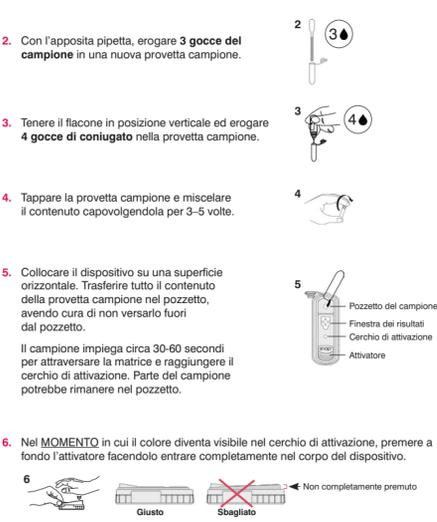 2. Con l'apposita pipetta, erogare 3 gocce del
campione in una nuova provetta campione.
2
3
3. Tenere il flacone in posizione verticale ed erogare
4 gocce di coniugato nella provetta campione.
3
4
4. Tappare la provetta campione e miscelare
il contenuto capovolgendola per 3–5 volte.
4
5. Collocare il dispositivo su una superficie
orizzontale. Trasferire tutto il contenuto
della provetta campione nel pozzetto,
avendo cura di non versarlo fuori
dal pozzetto.
Il campione impiega circa 30-60 secondi
per attraversare la matrice e raggiungere il
cerchio di attivazione. Parte del campione
potrebbe rimanere nel pozzetto.
5
Pozzetto del campione
Finestra dei risultati
Cerchio di attivazione
Attivatore
6. Nel MOMENTO in cui il colore diventa visibile nel cerchio di attivazione, premere a
fondo l'attivatore facendolo entrare completamente nel corpo del dispositivo.
6
Non completamente premuto
Giusto
Sbagliato